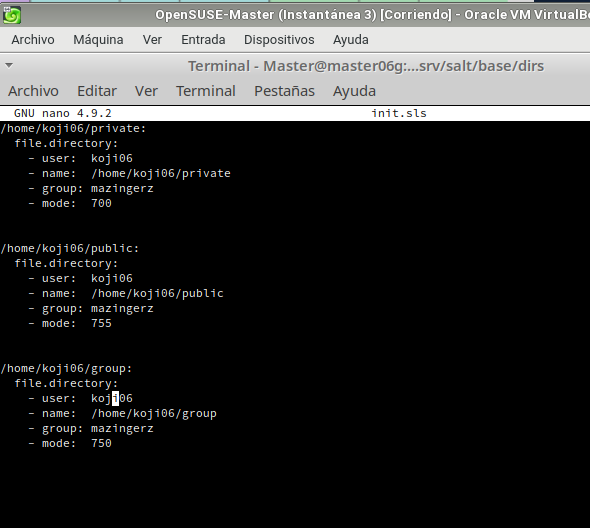 OpenSUSE-Master (Instantánea 3) [Corriendo] - Oracle VM VirtualBo
Archivo Máquina Ver Entrada Dispositivos Ayuda
Terminal - Master@master06g:...srv/salt/base/dirs
Archivo Editar Ver Terminal Pestañas Ayuda
GNU nano 4.9.2 init.sls
/home/koji06/private:
  file.directory:
    - user:  koji06
    - name:  /home/koji06/private
    - group: mazingerz
    - mode:  700
/home/koji06/public:
  file.directory:
    - user:  koji06
    - name:  /home/koji06/public
    - group: mazingerz
    - mode:  755
/home/koji06/group:
  file.directory:
    - user:  koji06
    - name:  /home/koji06/group
    - group: mazingerz
    - mode:  750